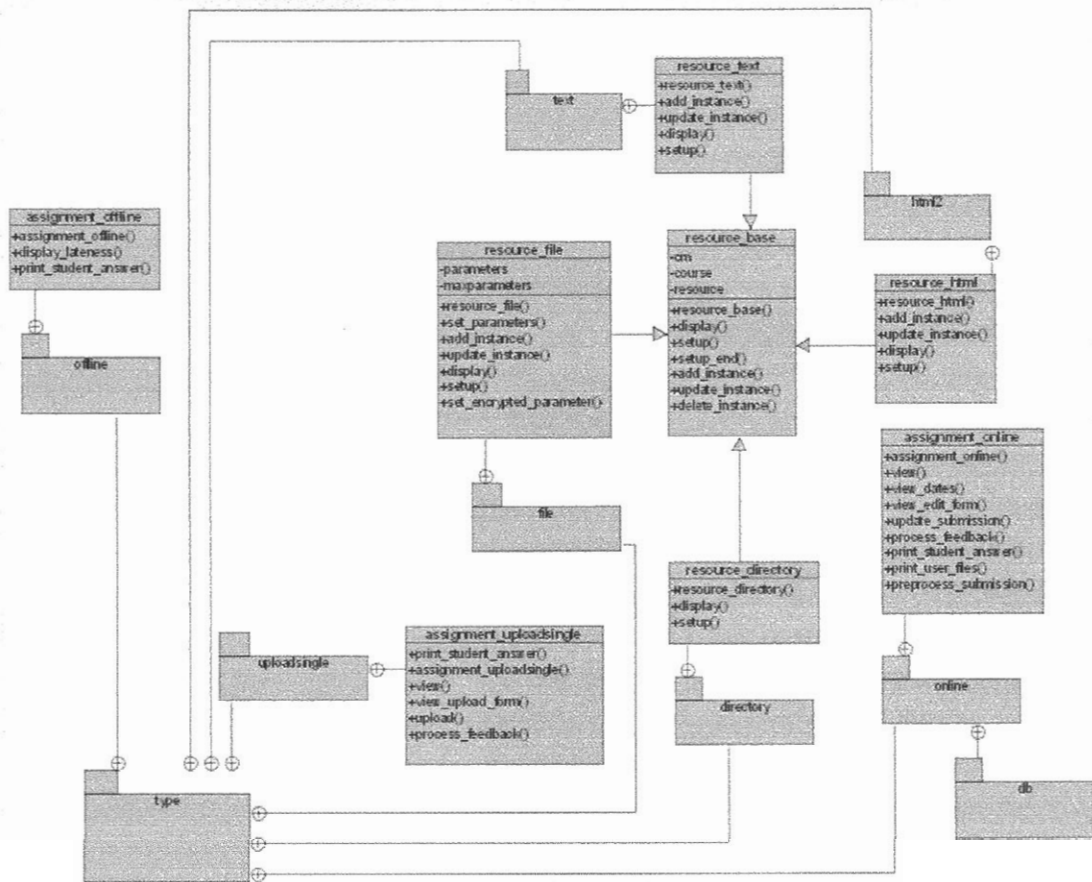 resource_text
+resource_text()
+add_instance()
+update_instance()
+display()
+setup()
text
html2
assignment_offline
+assignment_offline()
+display_lateness()
+print_student_answer()
offline
resource_file
-parameters
-maxparameters
+resource_file()
+set_parameters()
+add_instance()
+update_instance()
+display()
+setup()
+set_encrypted_parameter()
file
resource_base
-cm
-course
-resource
+resource_base()
+display()
+setup()
+setup_end()
+add_instance()
+update_instance()
+delete_instance()
resource_html
+resource_html()
+add_instance()
+update_instance()
+display()
+setup()
assignment_online
+assignment_online()
+view()
+view_dates()
+view_edit_form()
+update_submission()
+process_feedback()
+print_student_answer()
+print_user_files()
+preprocess_submission()
resource_directory
+resource_directory()
+display()
+setup()
uploadsingle
assignment_uploadsingle
+print_student_answer()
+assignment_uploadsingle()
+view()
+view_upload_form()
+upload()
+process_feedback()
directory
online
type
db